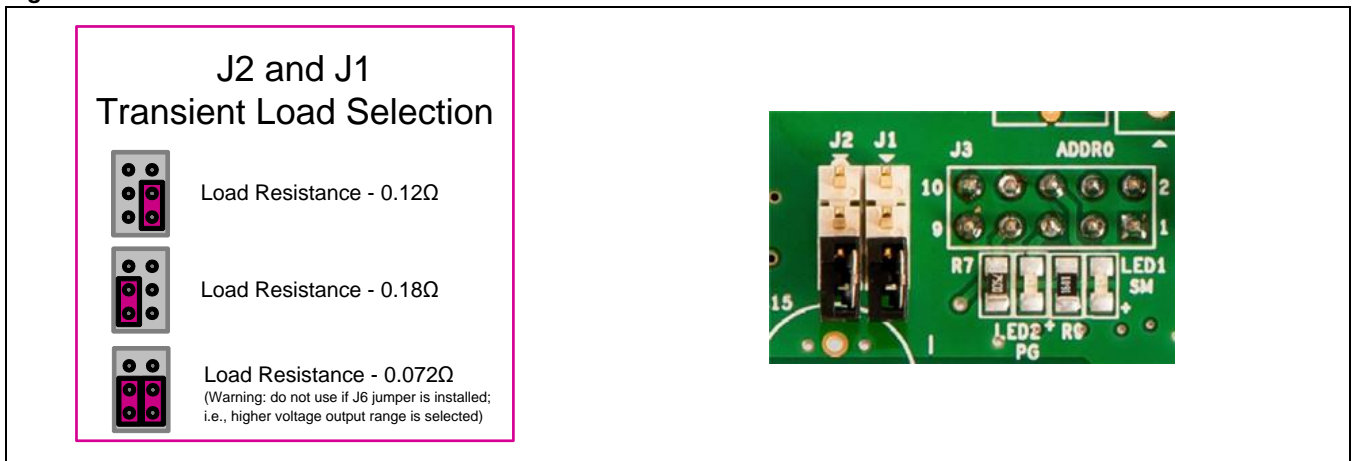 J2 and J1
Transient Load Selection
Load Resistance - 0.12Ω
Load Resistance - 0.18Ω
Load Resistance - 0.072Ω
(Warning: do not use if J6 jumper is installed;
i.e., higher voltage output range is selected)
J2 J1 J3 ADDR0
10 2
9 1
R7 LED1
SM
15
+
LED2 + R9
PG